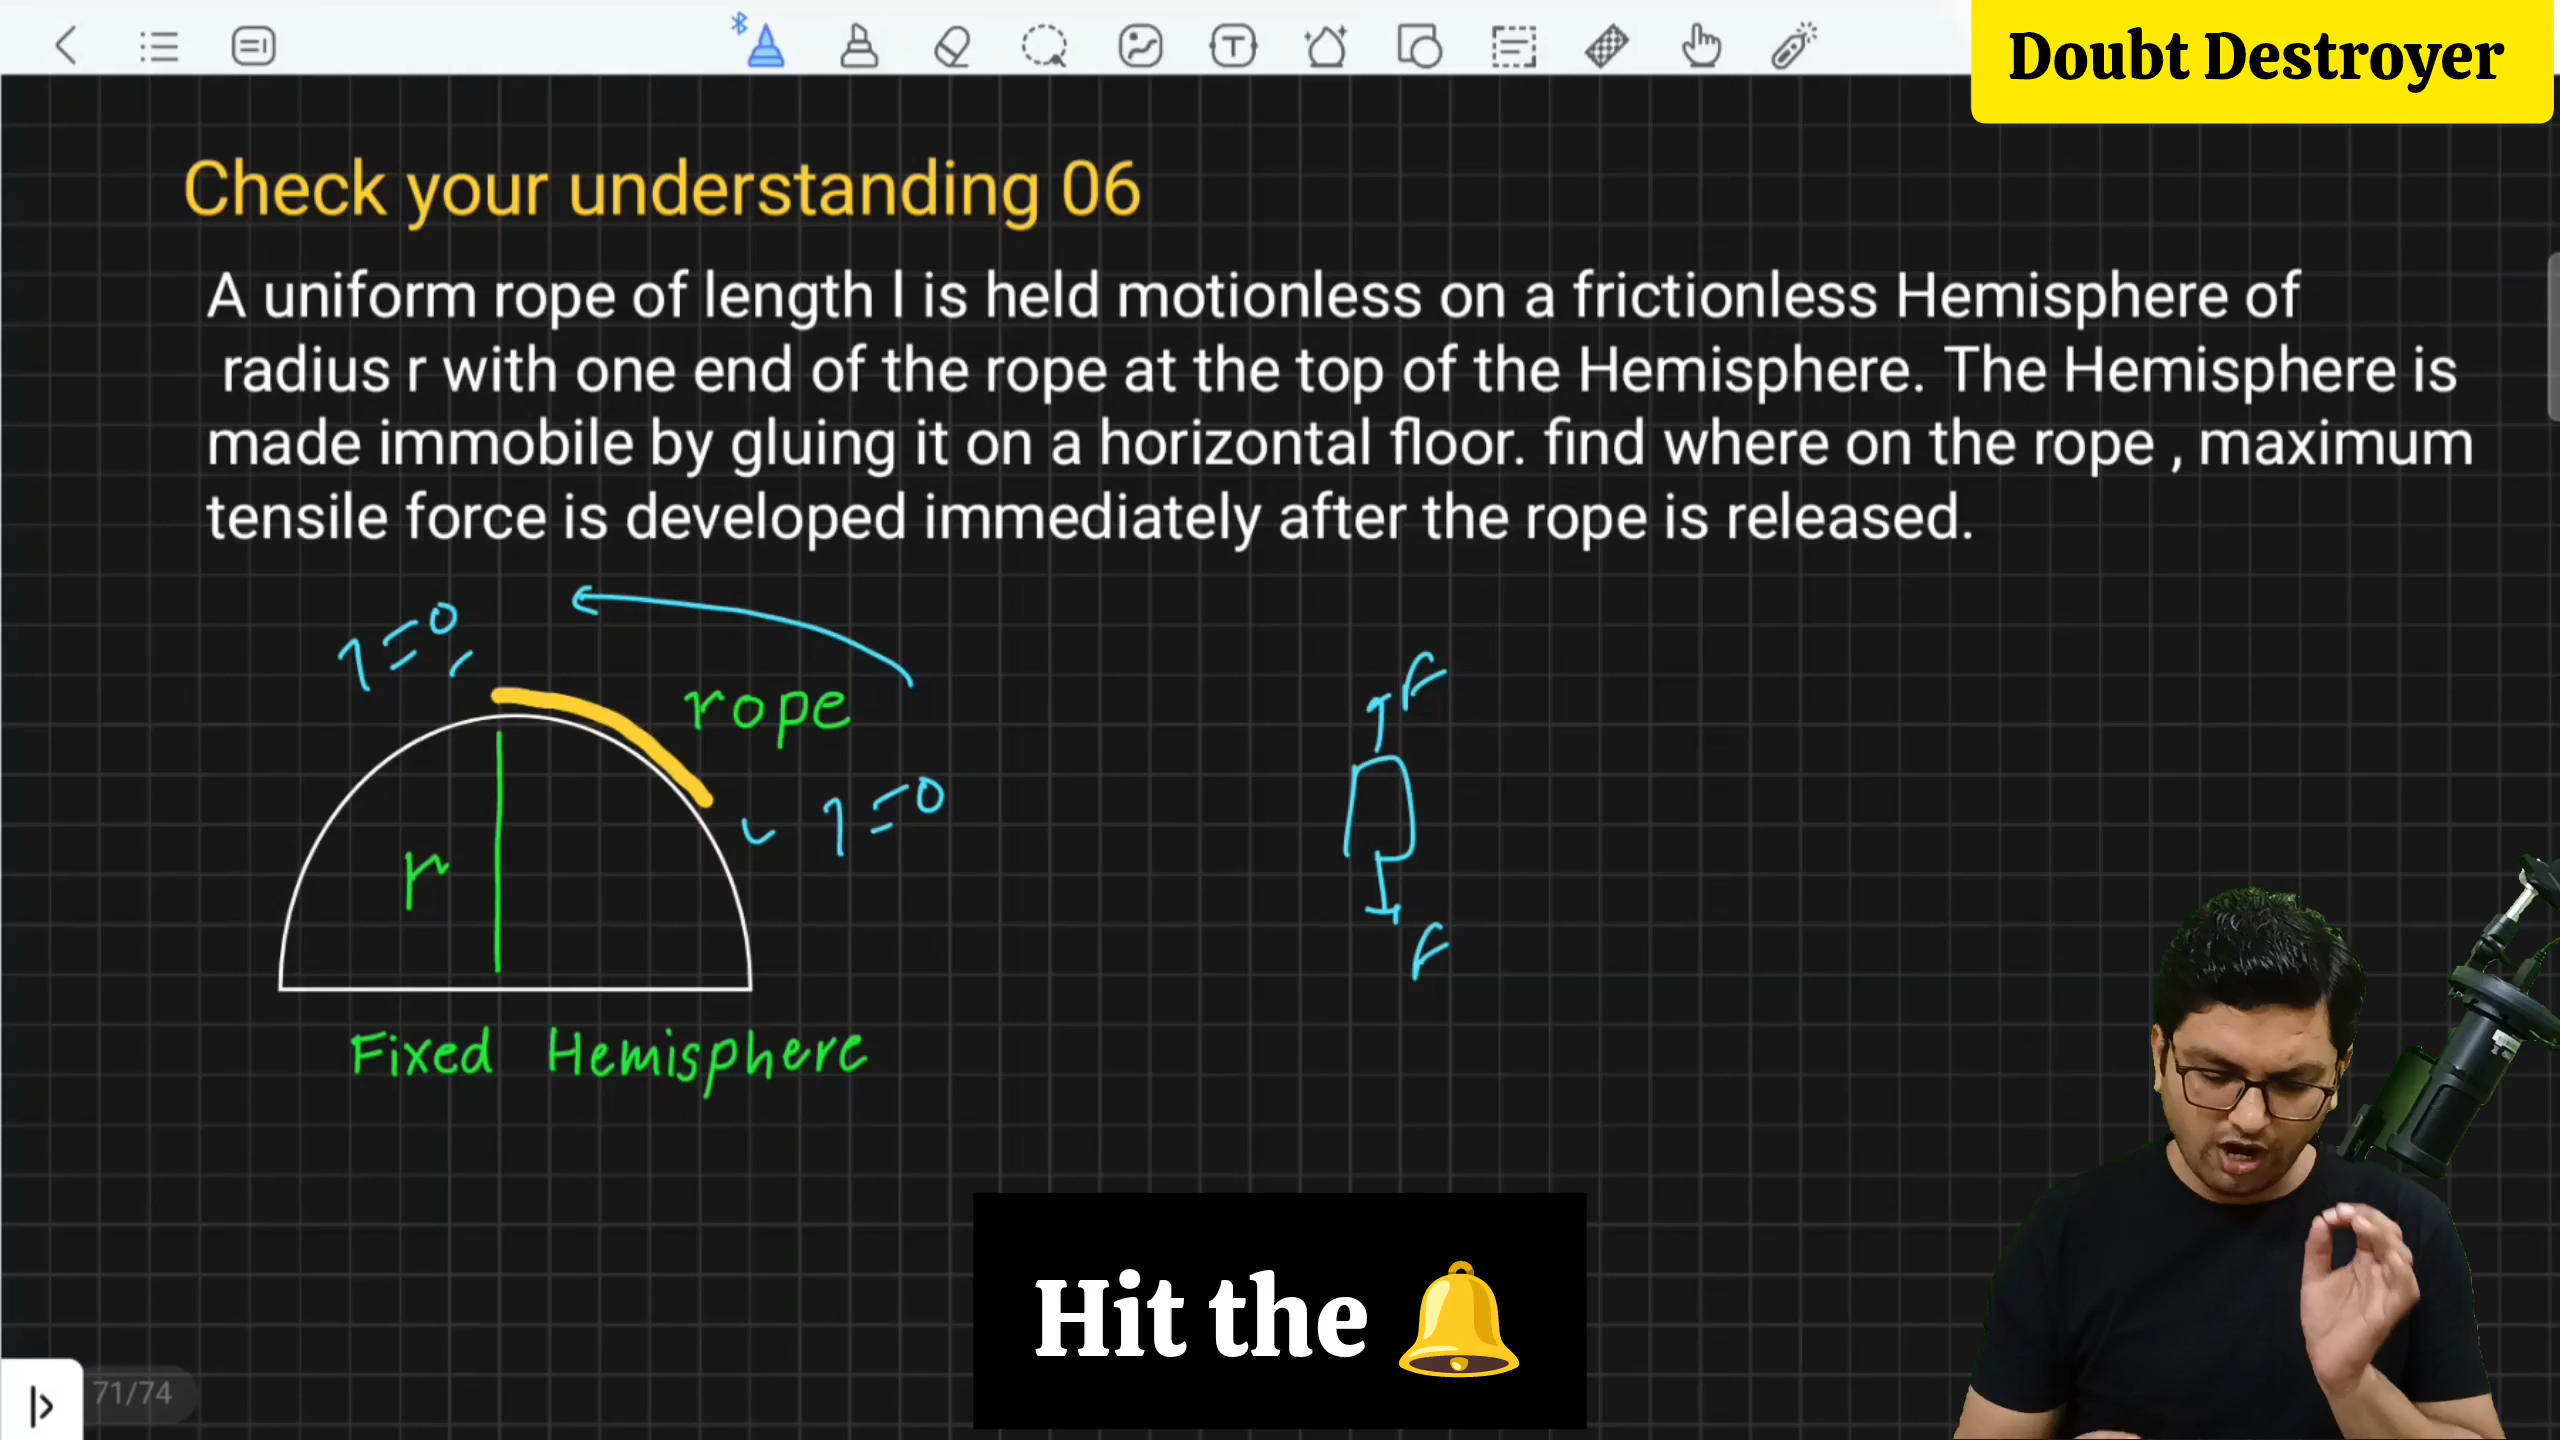 Doubt Destroyer
Check your understanding 06
A uniform rope of length l is held motionless on a frictionless Hemisphere of
radius r with one end of the rope at the top of the Hemisphere. The Hemisphere is
made immobile by gluing it on a horizontal floor. find where on the rope , maximum
tensile force is developed immediately after the rope is released.
T=0
rope
F
T=0
r
F
Fixed Hemisphere
Hit the 🔔
71/74